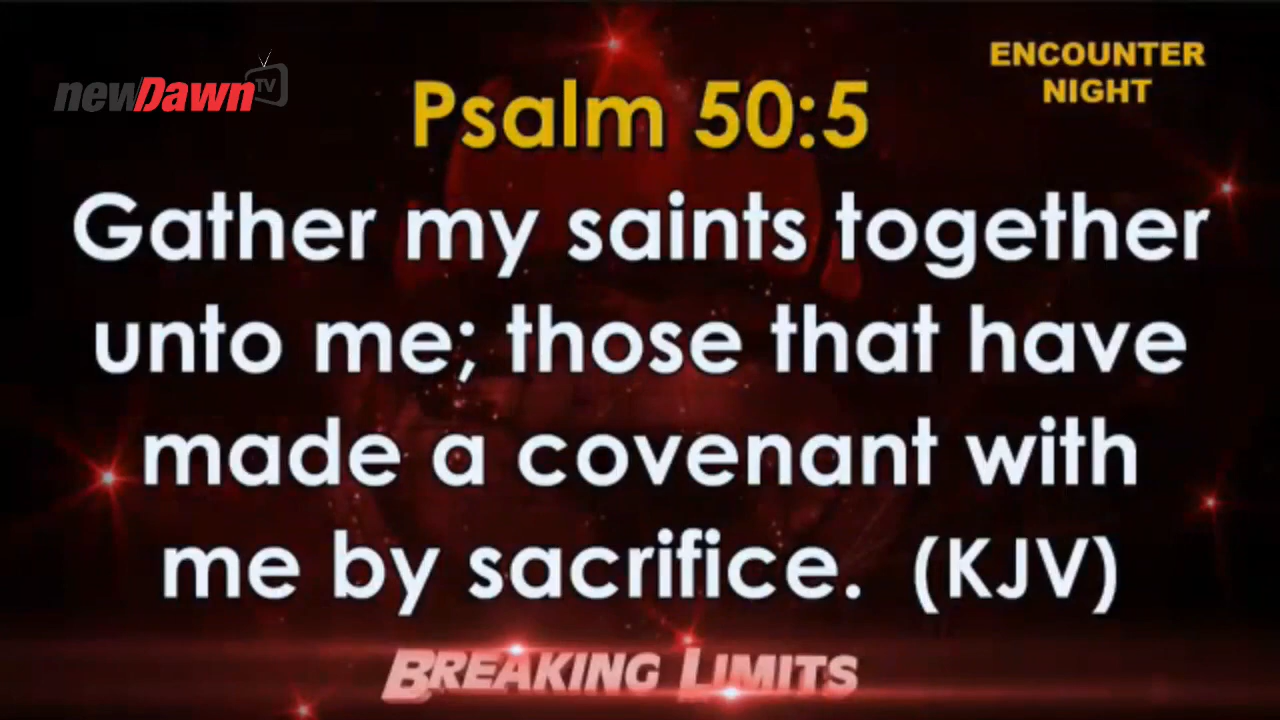 newDawn TV
ENCOUNTER
NIGHT
Psalm 50:5
Gather my saints together
unto me; those that have
made a covenant with
me by sacrifice. (KJV)
BREAKING LIMITS